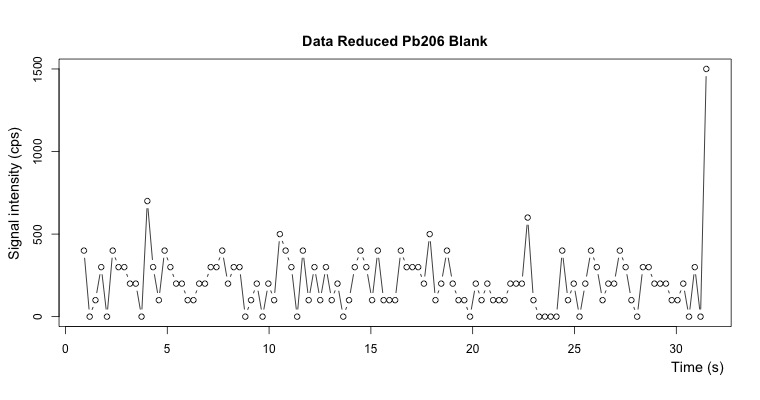 Data Reduced Pb206 Blank
Signal intensity (cps)
1500
1000
500
0
0 5 10 15 20 25 30
Time (s)